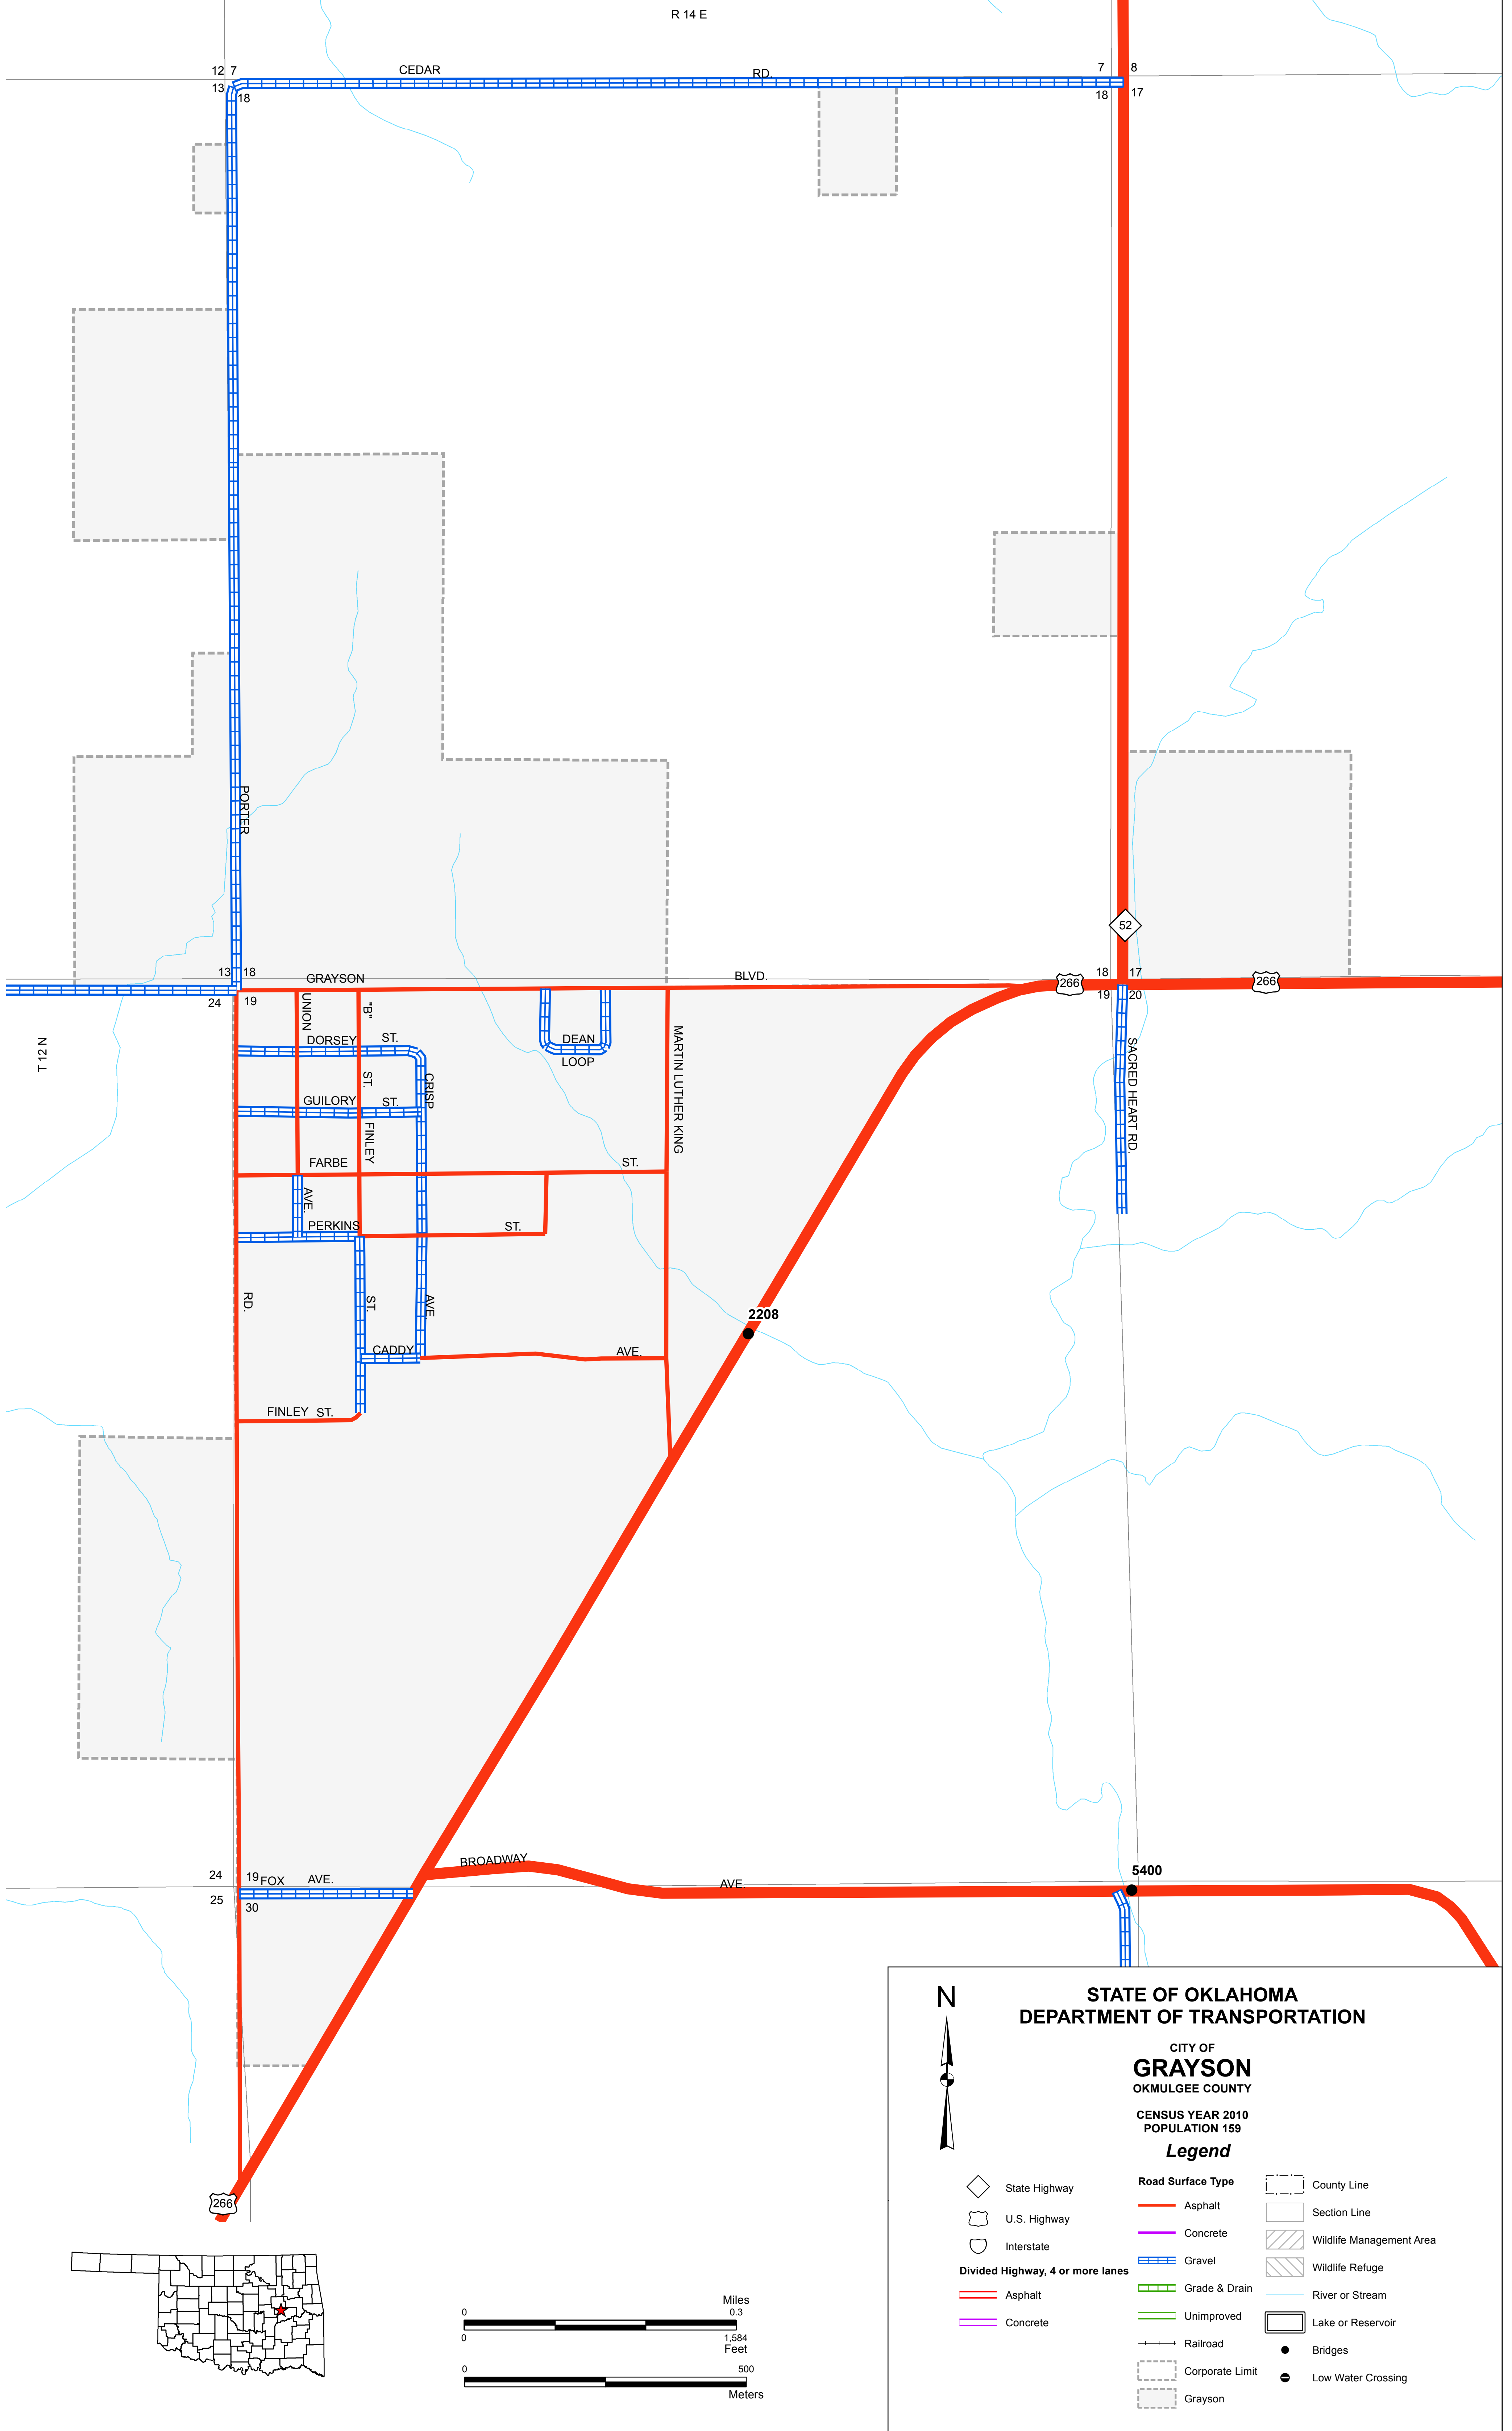 R 14 E
12 7
CEDAR
RD.
7 8
13 18
18 17
PORTER
52
13 18
GRAYSON
BLVD.
18 17
266
266
24 19
19 20
UNION
"B"
T 12 N
DORSEY ST.
DEAN
LOOP
MARTIN LUTHER KING
SACRED HEART RD.
ST.
CRISP
GUILORY ST.
FINLEY
FARBE
ST.
AVE.
PERKINS
ST.
RD.
ST.
AVE.
2208
CADDY
AVE.
FINLEY ST.
BROADWAY
24 19
FOX AVE.
AVE.
5400
25 30
266
STATE OF OKLAHOMA
DEPARTMENT OF TRANSPORTATION
CITY OF
GRAYSON
OKMULGEE COUNTY
CENSUS YEAR 2010
POPULATION 159
Legend
N
State Highway
U.S. Highway
Interstate
Divided Highway, 4 or more lanes
Asphalt
Concrete
Road Surface Type
Asphalt
Concrete
Gravel
Grade & Drain
Unimproved
Railroad
Corporate Limit
Grayson
County Line
Section Line
Wildlife Management Area
Wildlife Refuge
River or Stream
Lake or Reservoir
Bridges
Low Water Crossing
Miles
0 0.3
0 1,584
Feet
0 500
Meters